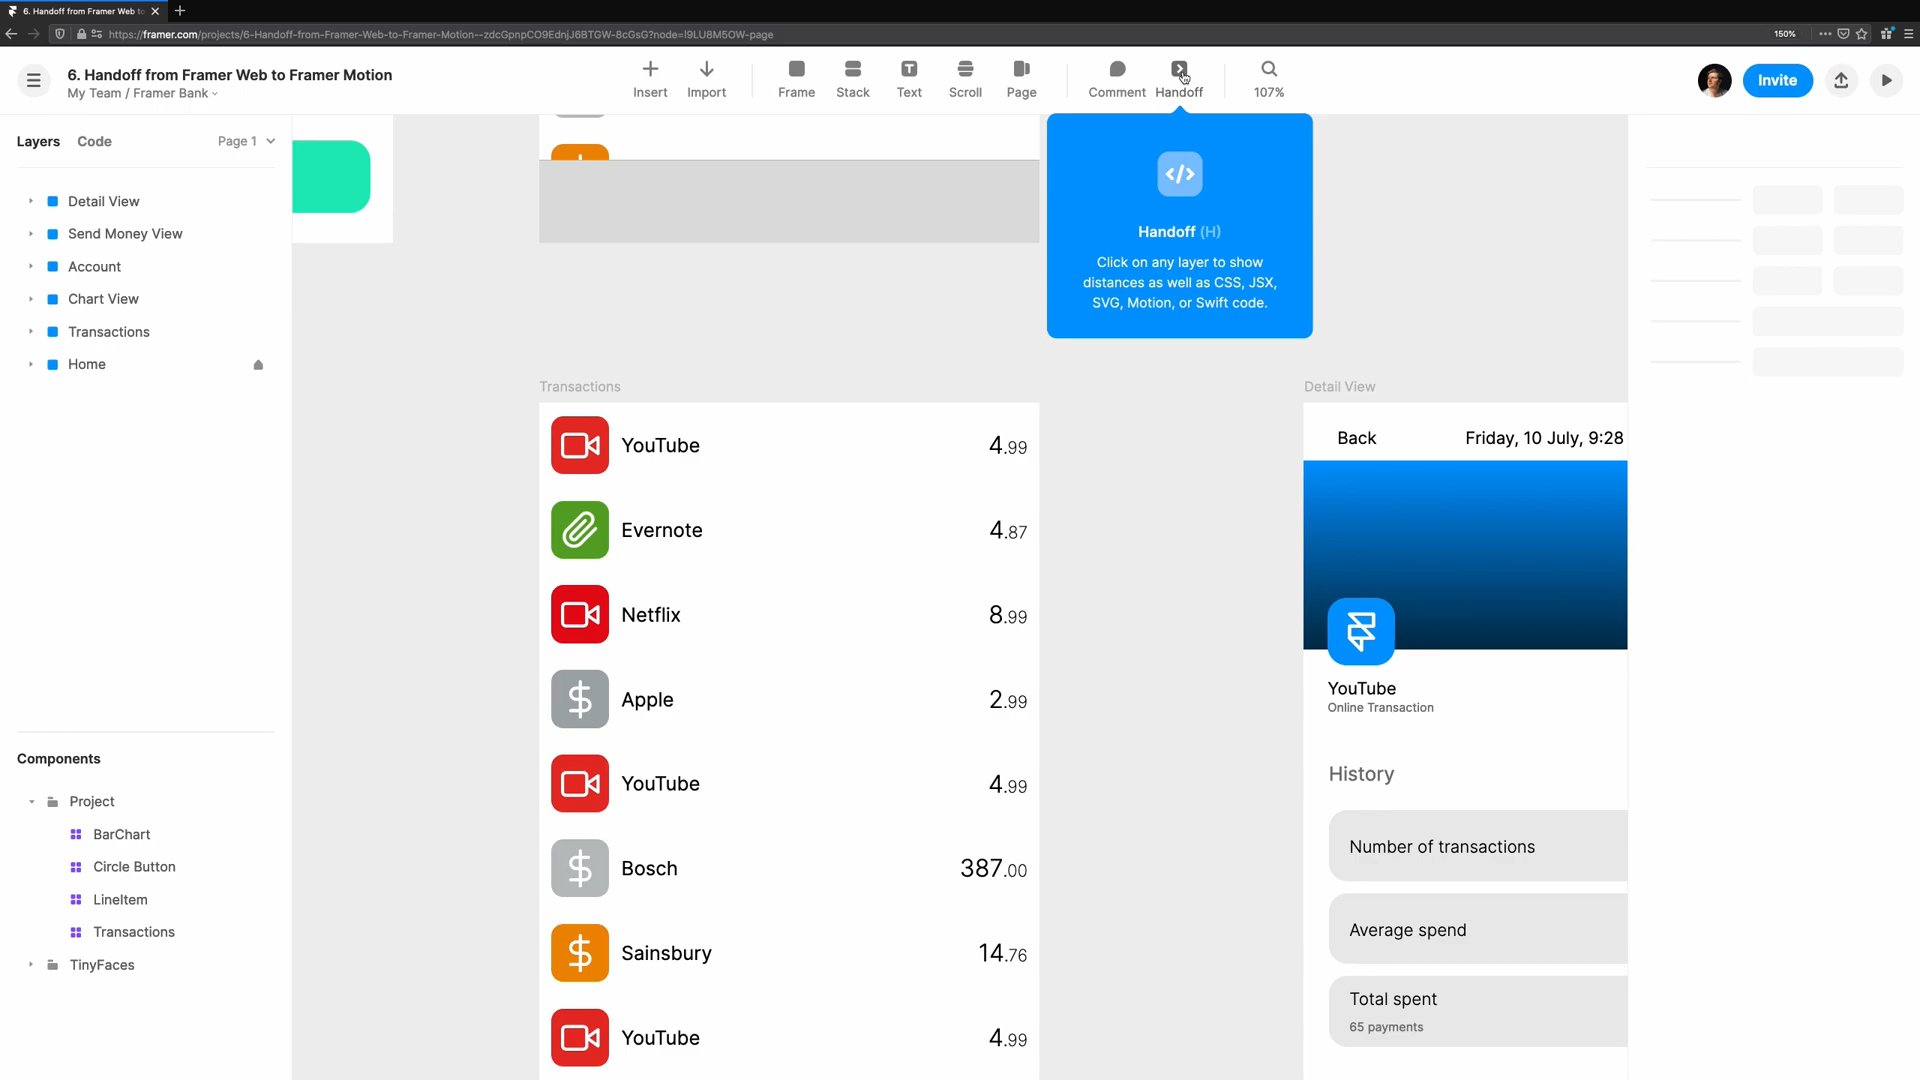 6. Handoff from Framer Web to
https://framer.com/projects/6-Handoff-from-Framer-Web-to-Framer-Motion--zdcGpnpCO9EdnjJ6BTGW-8cGsG?node=I9LU8M5OW-page
150%
6. Handoff from Framer Web to Framer Motion
My Team / Framer Bank
Insert
Import
Frame
Stack
Text
Scroll
Page
Comment
Handoff
107%
Invite
Layers
Code
Page 1
Detail View
Send Money View
Account
Chart View
Transactions
Home
Components
Project
BarChart
Circle Button
LineItem
Transactions
TinyFaces
Handoff (H)
Click on any layer to show
distances as well as CSS, JSX,
SVG, Motion, or Swift code.
Transactions
YouTube 4.99
Evernote 4.87
Netflix 8.99
Apple 2.99
YouTube 4.99
Bosch 387.00
Sainsbury 14.76
YouTube 4.99
Detail View
Back
Friday, 10 July, 9:28
YouTube
Online Transaction
History
Number of transactions
Average spend
Total spent
65 payments